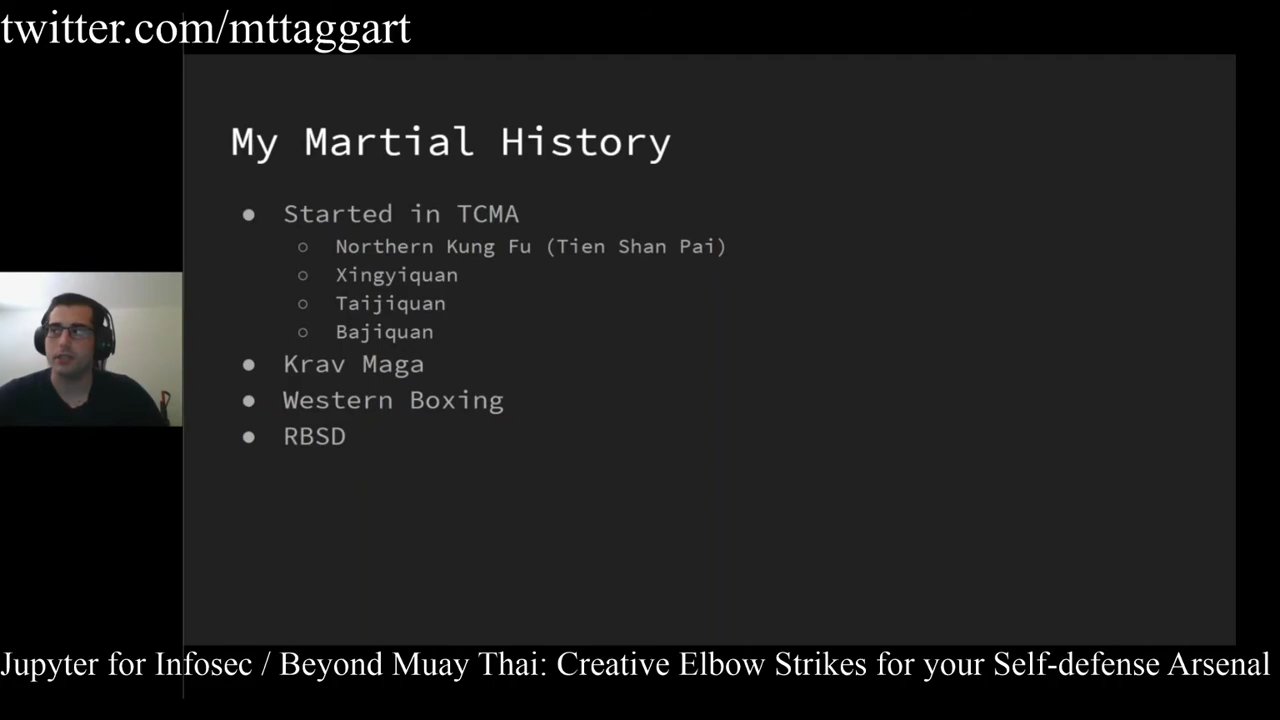 twitter.com/mttaggart
My Martial History
● Started in TCMA
○ Northern Kung Fu (Tien Shan Pai)
○ Xingyiquan
○ Taijiquan
○ Bajiquan
● Krav Maga
● Western Boxing
● RBSD
Jupyter for Infosec / Beyond Muay Thai: Creative Elbow Strikes for your Self-defense Arsenal